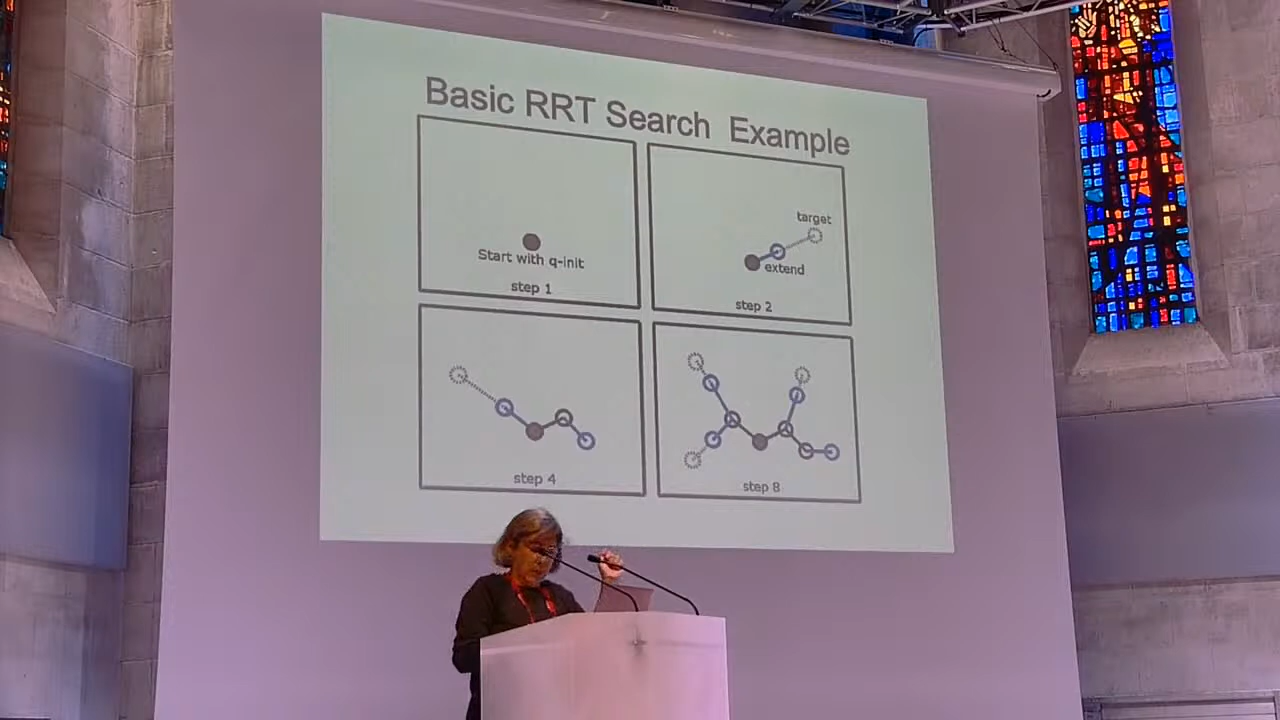 Basic RRT Search Example
Start with q-init
step 1
target
extend
step 2
step 4
step 8